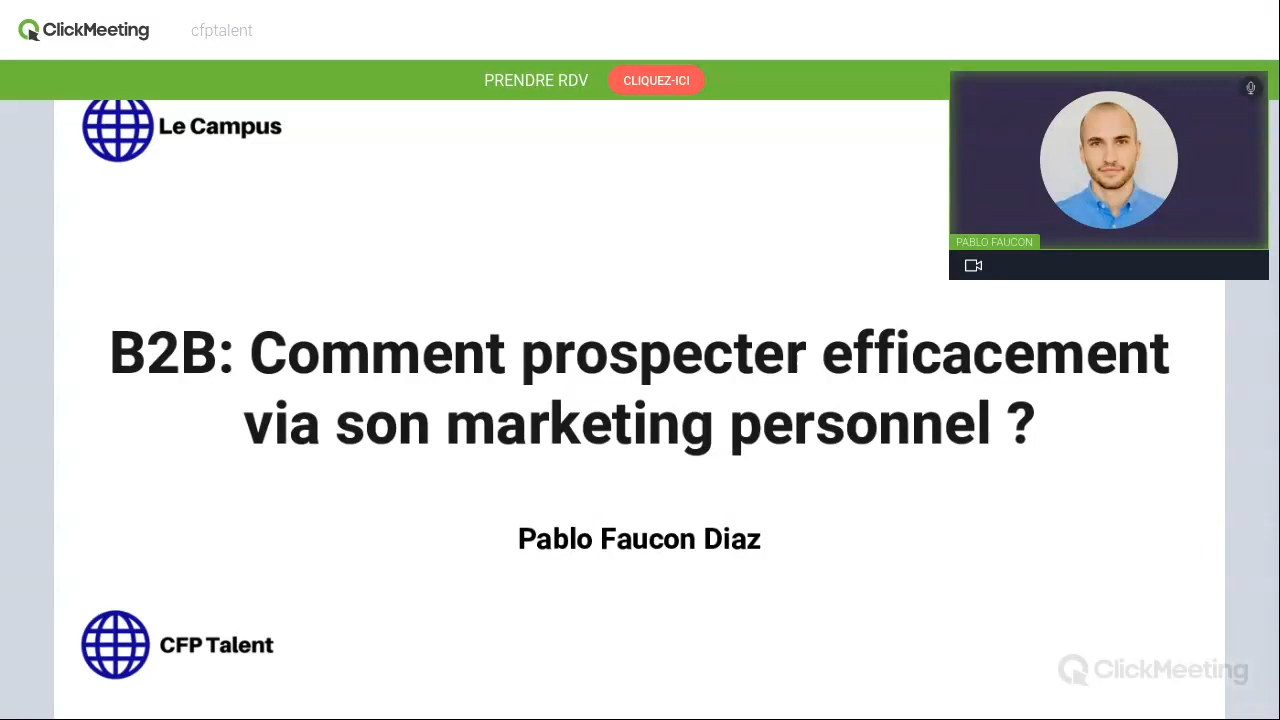 ClickMeeting
cfptalent
PRENDRE RDV
CLIQUEZ-ICI
Le Campus
PABLO FAUCON
B2B: Comment prospecter efficacement
via son marketing personnel ?
Pablo Faucon Diaz
CFP Talent
ClickMeeting